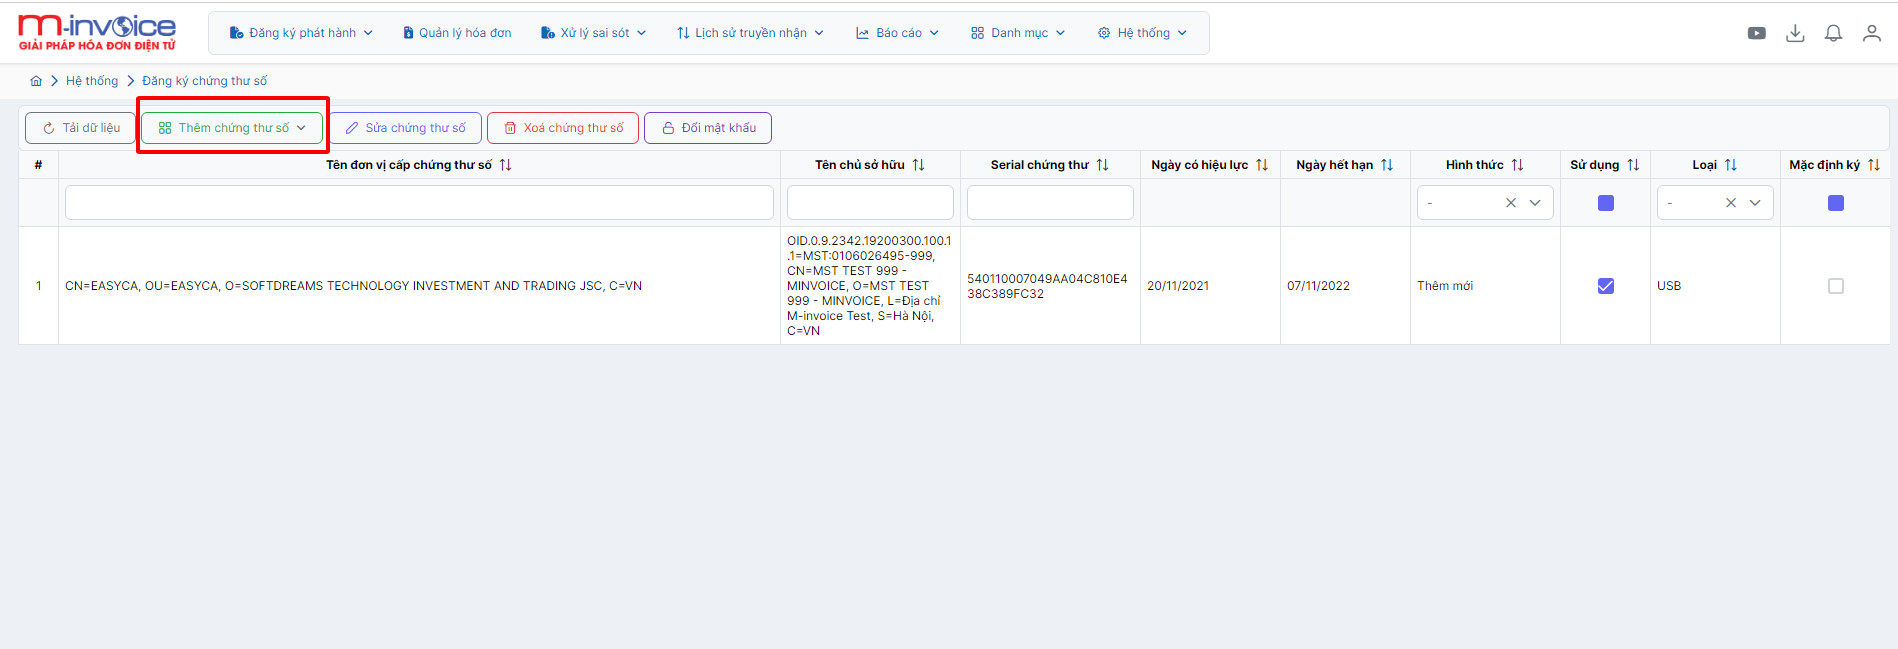 m-invoice
GIẢI PHÁP HÓA ĐƠN ĐIỆN TỬ
Đăng ký phát hành
Quản lý hóa đơn
Xử lý sai sót
Lịch sử truyền nhận
Báo cáo
Danh mục
Hệ thống
Hệ thống
Đăng ký chứng thư số
Tải dữ liệu
Thêm chứng thư số
Sửa chứng thư số
Xoá chứng thư số
Đổi mật khẩu
# Tên đơn vị cấp chứng thư số Tên chủ sở hữu Serial chứng thư Ngày có hiệu lực Ngày hết hạn Hình thức Sử dụng Loại Mặc định ký
- -
1
CN=EASYCA, OU=EASYCA, O=SOFTDREAMS TECHNOLOGY INVESTMENT AND TRADING JSC, C=VN
OID.0.9.2342.19200300.100.1
.1=MST:0106026495-999,
CN=MST TEST 999 -
MINVOICE, O=MST TEST
999 - MINVOICE, L=Địa chỉ
M-invoice Test, S=Hà Nội,
C=VN
540110007049AA04C810E4
38C389FC32
20/11/2021
07/11/2022
Thêm mới
USB